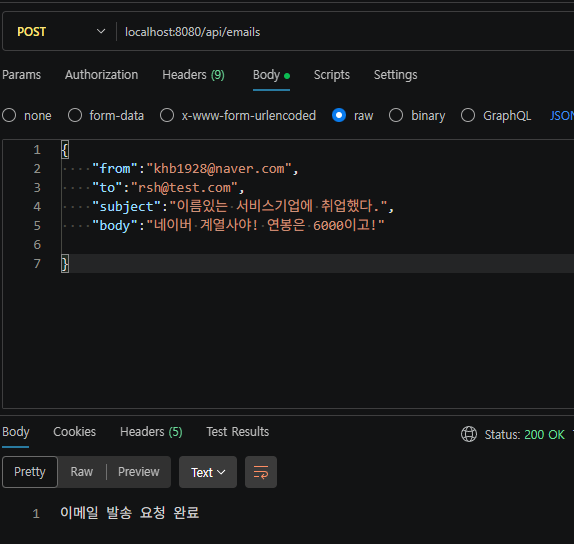 POST localhost:8080/api/emails
Params Authorization Headers (9) Body Scripts Settings
none form-data x-www-form-urlencoded raw binary GraphQL
1 {
2 "from":"khb1928@naver.com",
3 "to":"rsh@test.com",
4 "subject":"이름있는 서비스기업에 취업했다.",
5 "body":"네이버 계열사야! 연봉은 6000이고!"
6
7 }
Body Cookies Headers (5) Test Results Status: 200 OK
Pretty Raw Preview Text
1 이메일 발송 요청 완료